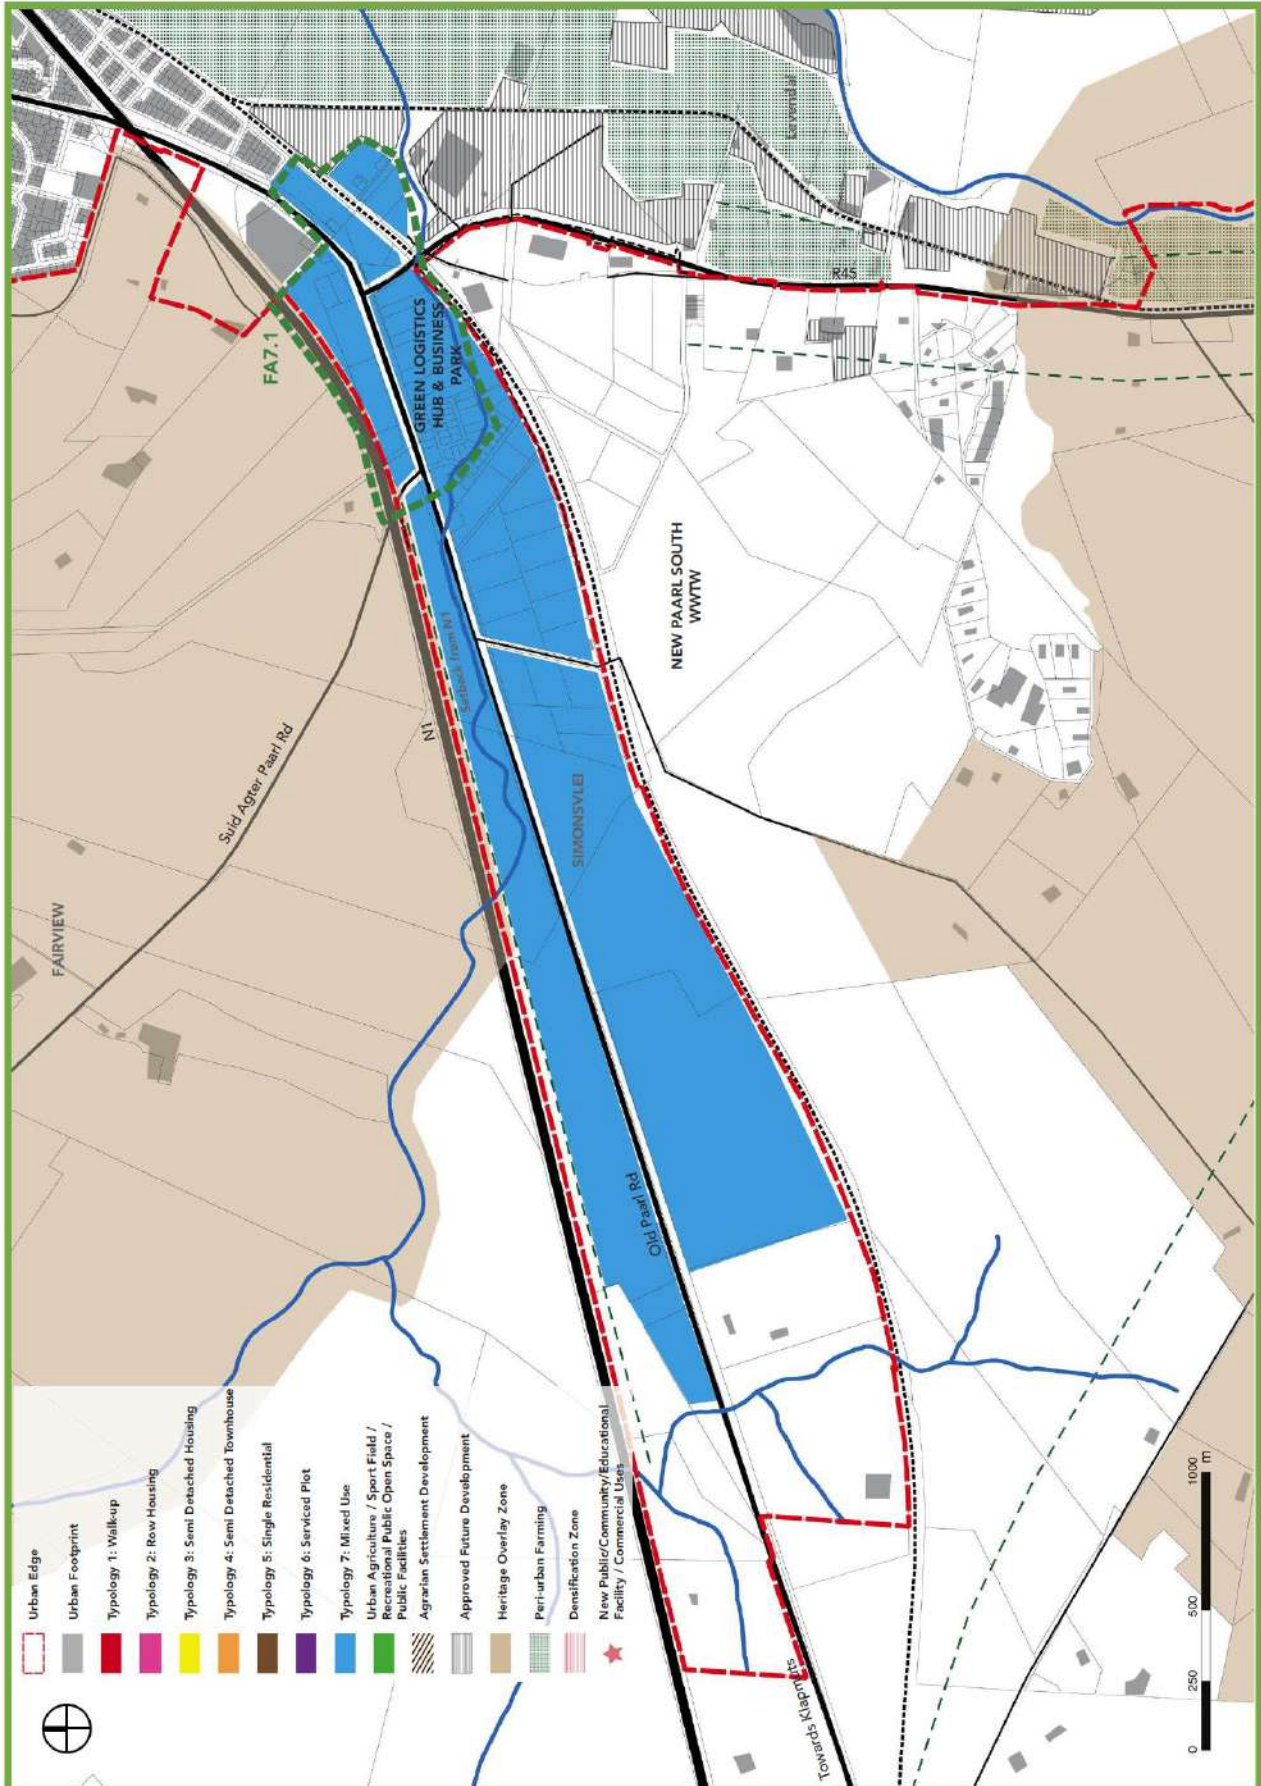 Urban Edge
Urban Footprint
Typology 1: Walk-up
Typology 2: Row Housing
Typology 3: Semi Detached Housing
Typology 4: Semi Detached Townhouse
Typology 5: Single Residential
Typology 6: Serviced Plot
Typology 7: Mixed Use
Urban Agriculture / Sport Field /
Recreational Public Open Space /
Public Facilities
Agrarian Settlement Development
Approved Future Development
Heritage Overlay Zone
Peri-urban Farming
Densification Zone
New Public/Community/Educational
Facility / Commercial Uses
FAIRVIEW
Suid Agter Paarl Rd
N1
Setback from N1
FA7.1
GREEN LOGISTICS
HUB & BUSINESS
PARK
SIMONSVLEI
Old Paarl Rd
NEW PAARL SOUTH
WWTW
R45
Towards Klapmuts
0 250 500 1000
m